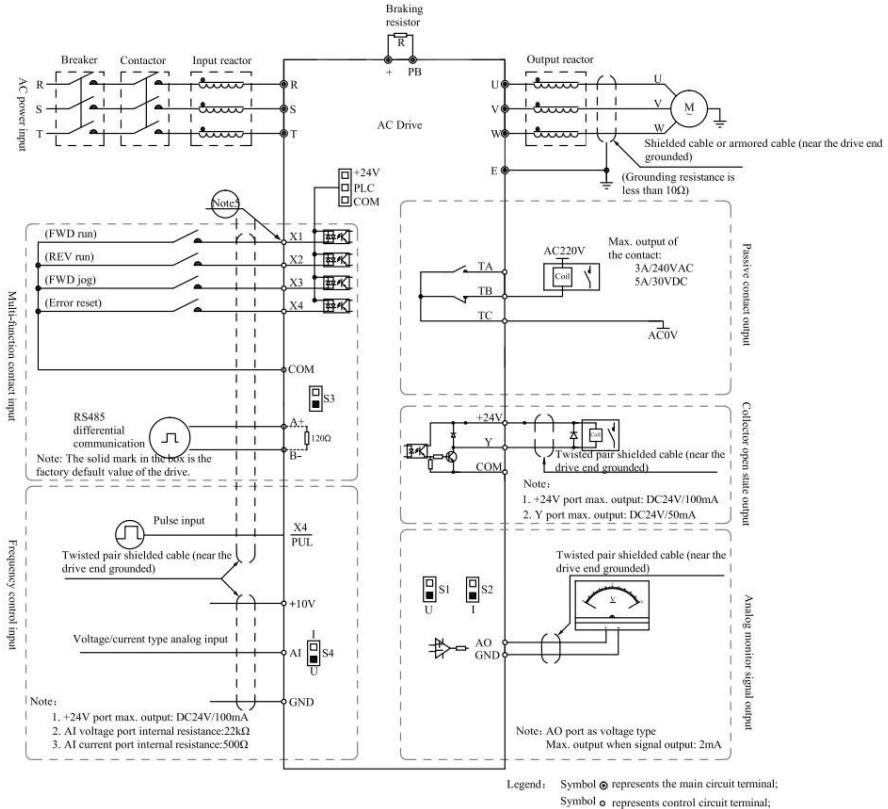 Braking
resistor
R
+ PB
Breaker Contactor Input reactor
AC power input
R
S
T
R
S
T
AC Drive
Output reactor
U
V
W
U
V
W
M
~
E
Shielded cable or armored cable (near the drive end
grounded)
(Grounding resistance is
less than 10Ω)
+24V
PLC
COM
Note5
Multi-function contact input
(FWD run)
X1
(REV run)
X2
(FWD jog)
X3
(Error reset)
X4
COM
S3
RS485
differential
communication
A+
120Ω
B-
Note: The solid mark in the box is the
factory default value of the drive.
Passive contact output
TA
TB
TC
AC220V
Coil
Max. output of
the contact:
3A/240VAC
5A/30VDC
AC0V
Collector open state output
+24V
Y
COM
Coil
Twisted pair shielded cable (near the
drive end grounded)
Note:
1. +24V port max. output: DC24V/100mA
2. Y port max. output: DC24V/50mA
Frequency control input
Pulse input
X4
PUL
Twisted pair shielded cable (near the
drive end grounded)
+10V
Voltage/current type analog input
AI
I
S4
U
GND
Note:
1. +24V port max. output: DC24V/100mA
2. AI voltage port internal resistance:22kΩ
3. AI current port internal resistance:500Ω
Analog monitor signal output
Twisted pair shielded cable (near the
drive end grounded)
S1
U
S2
I
V
AO
GND
Note: AO port as voltage type
Max. output when signal output: 2mA
Legend: Symbol represents the main circuit terminal;
Symbol represents control circuit terminal;